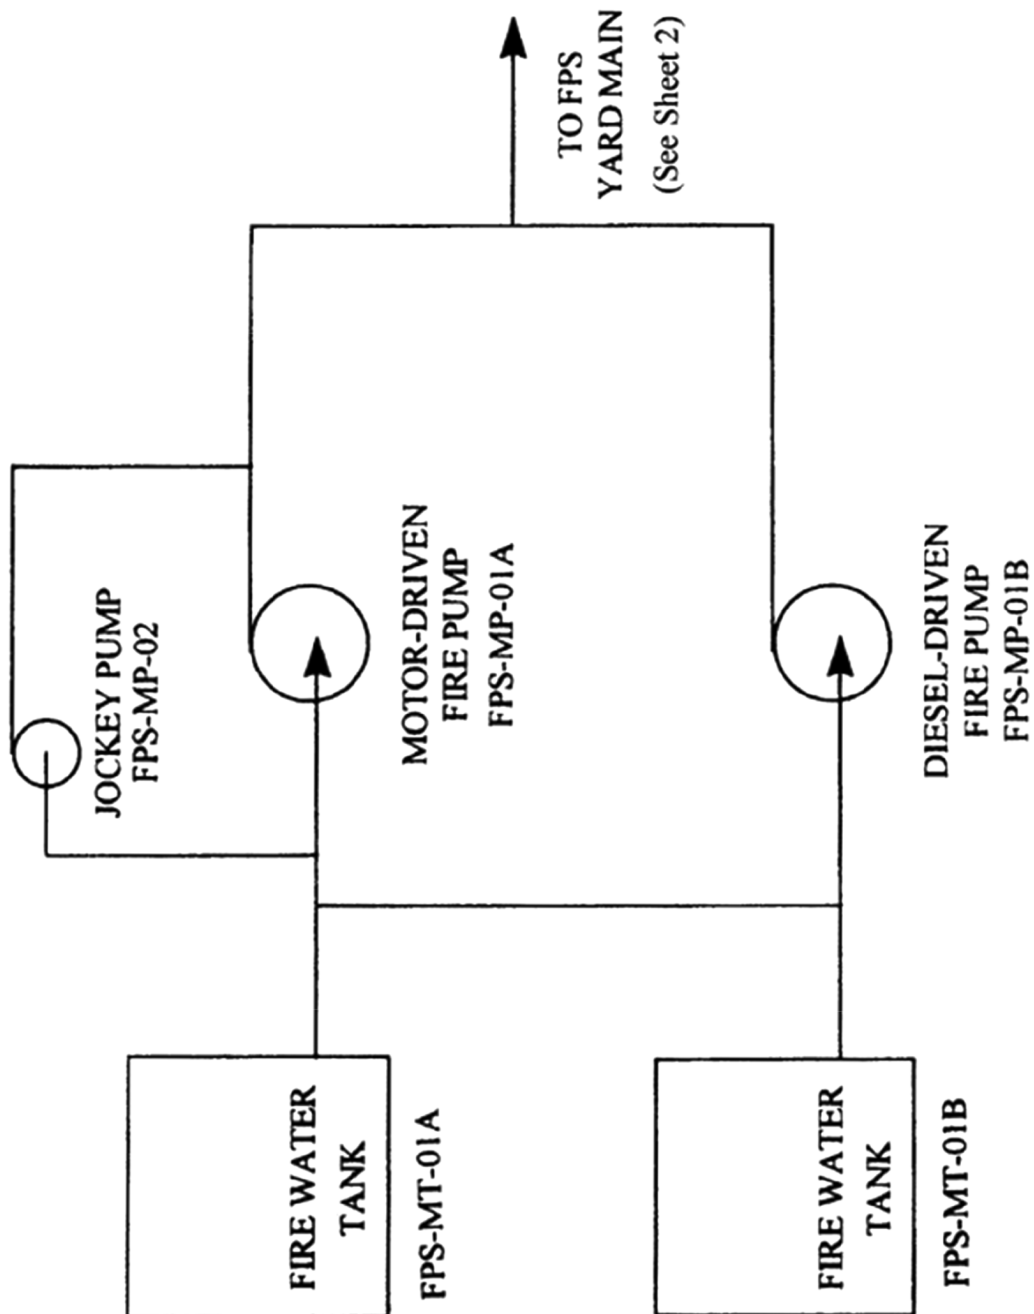 JOCKEY PUMP
FPS-MP-02
FIRE WATER
TANK
FPS-MT-01A
MOTOR-DRIVEN
FIRE PUMP
FPS-MP-01A
TO FPS
YARD MAIN
(See Sheet 2)
FIRE WATER
TANK
FPS-MT-01B
DIESEL-DRIVEN
FIRE PUMP
FPS-MP-01B